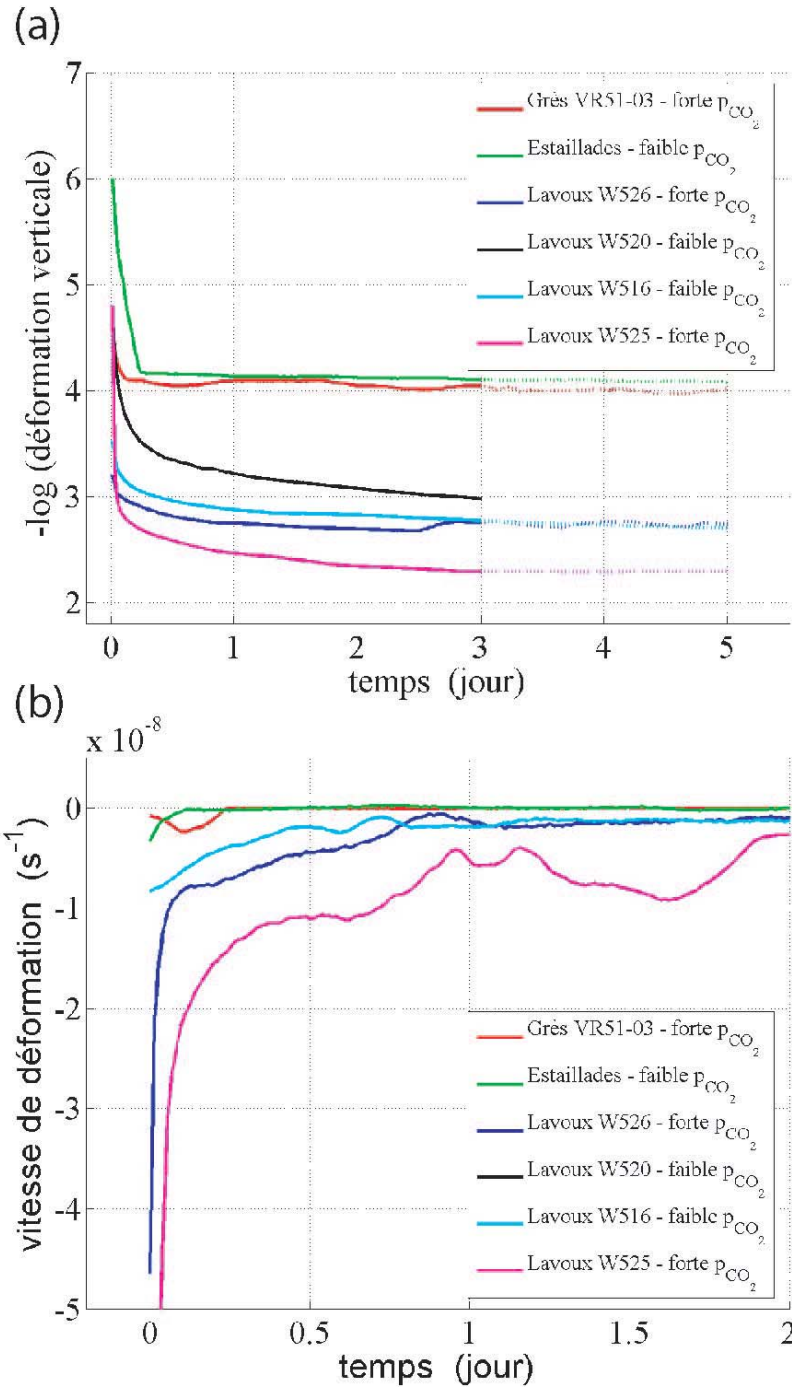 (a)
7
6
5
4
3
2
-log (déformation verticale)
Grès VR51-03 - forte pCO2
Estaillades - faible pCO2
Lavoux W526 - forte pCO2
Lavoux W520 - faible pCO2
Lavoux W516 - faible pCO2
Lavoux W525 - forte pCO2
0 1 2 3 4 5
temps (jour)
(b)
x 10-8
0
-1
-2
-3
-4
-5
vitesse de déformation (s-1)
Grès VR51-03 - forte pCO2
Estaillades - faible pCO2
Lavoux W526 - forte pCO2
Lavoux W520 - faible pCO2
Lavoux W516 - faible pCO2
Lavoux W525 - forte pCO2
0 0.5 1 1.5 2
temps (jour)